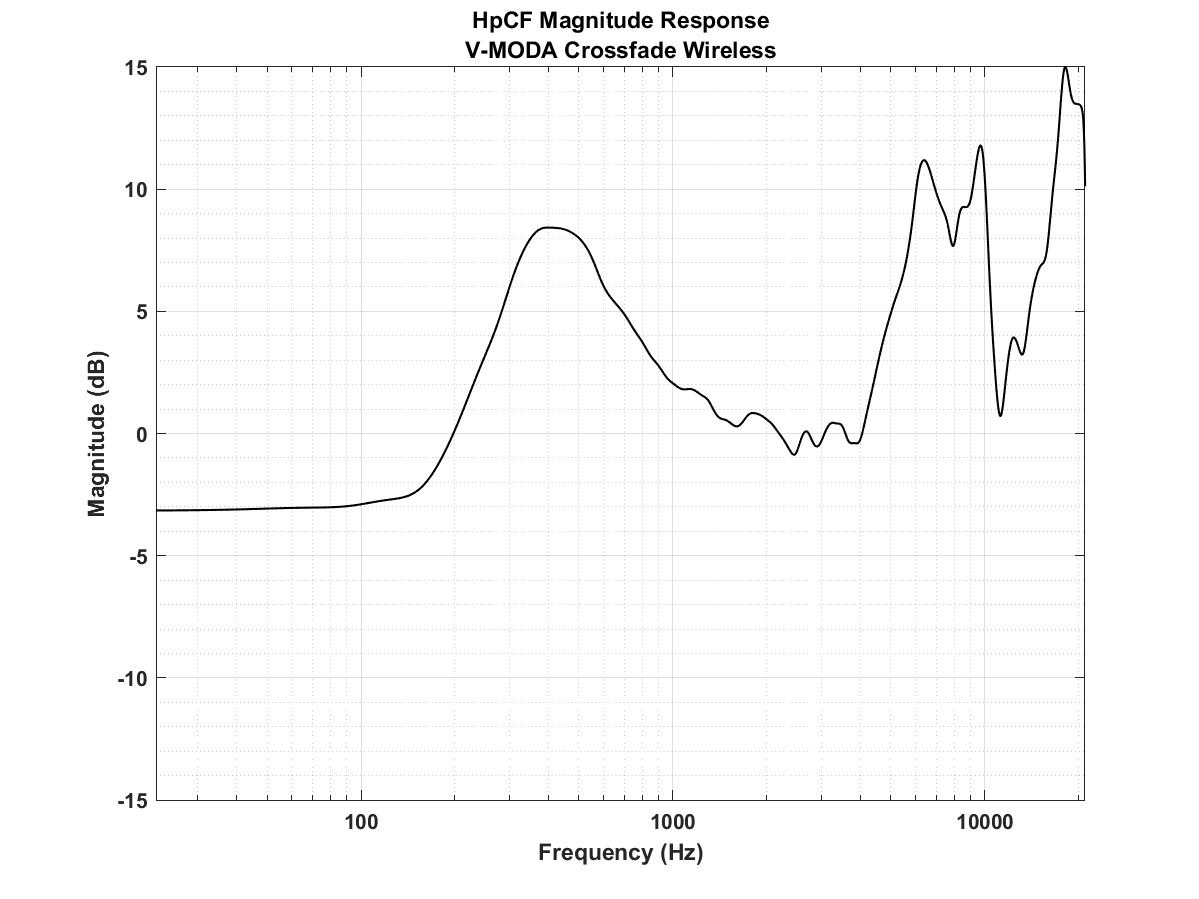 HpCF Magnitude Response
V-MODA Crossfade Wireless
15
10
5
0
-5
-10
-15
Magnitude (dB)
100
1000
10000
Frequency (Hz)